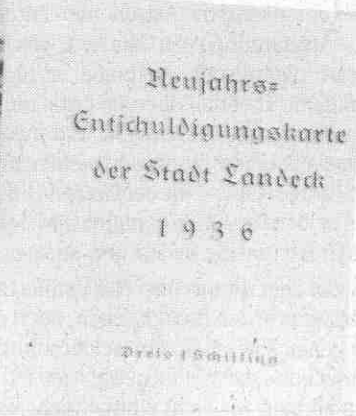 Neujahrs=
Entschuldigungskarte
der Stadt Landeck
1936
Preis 1 Schilling